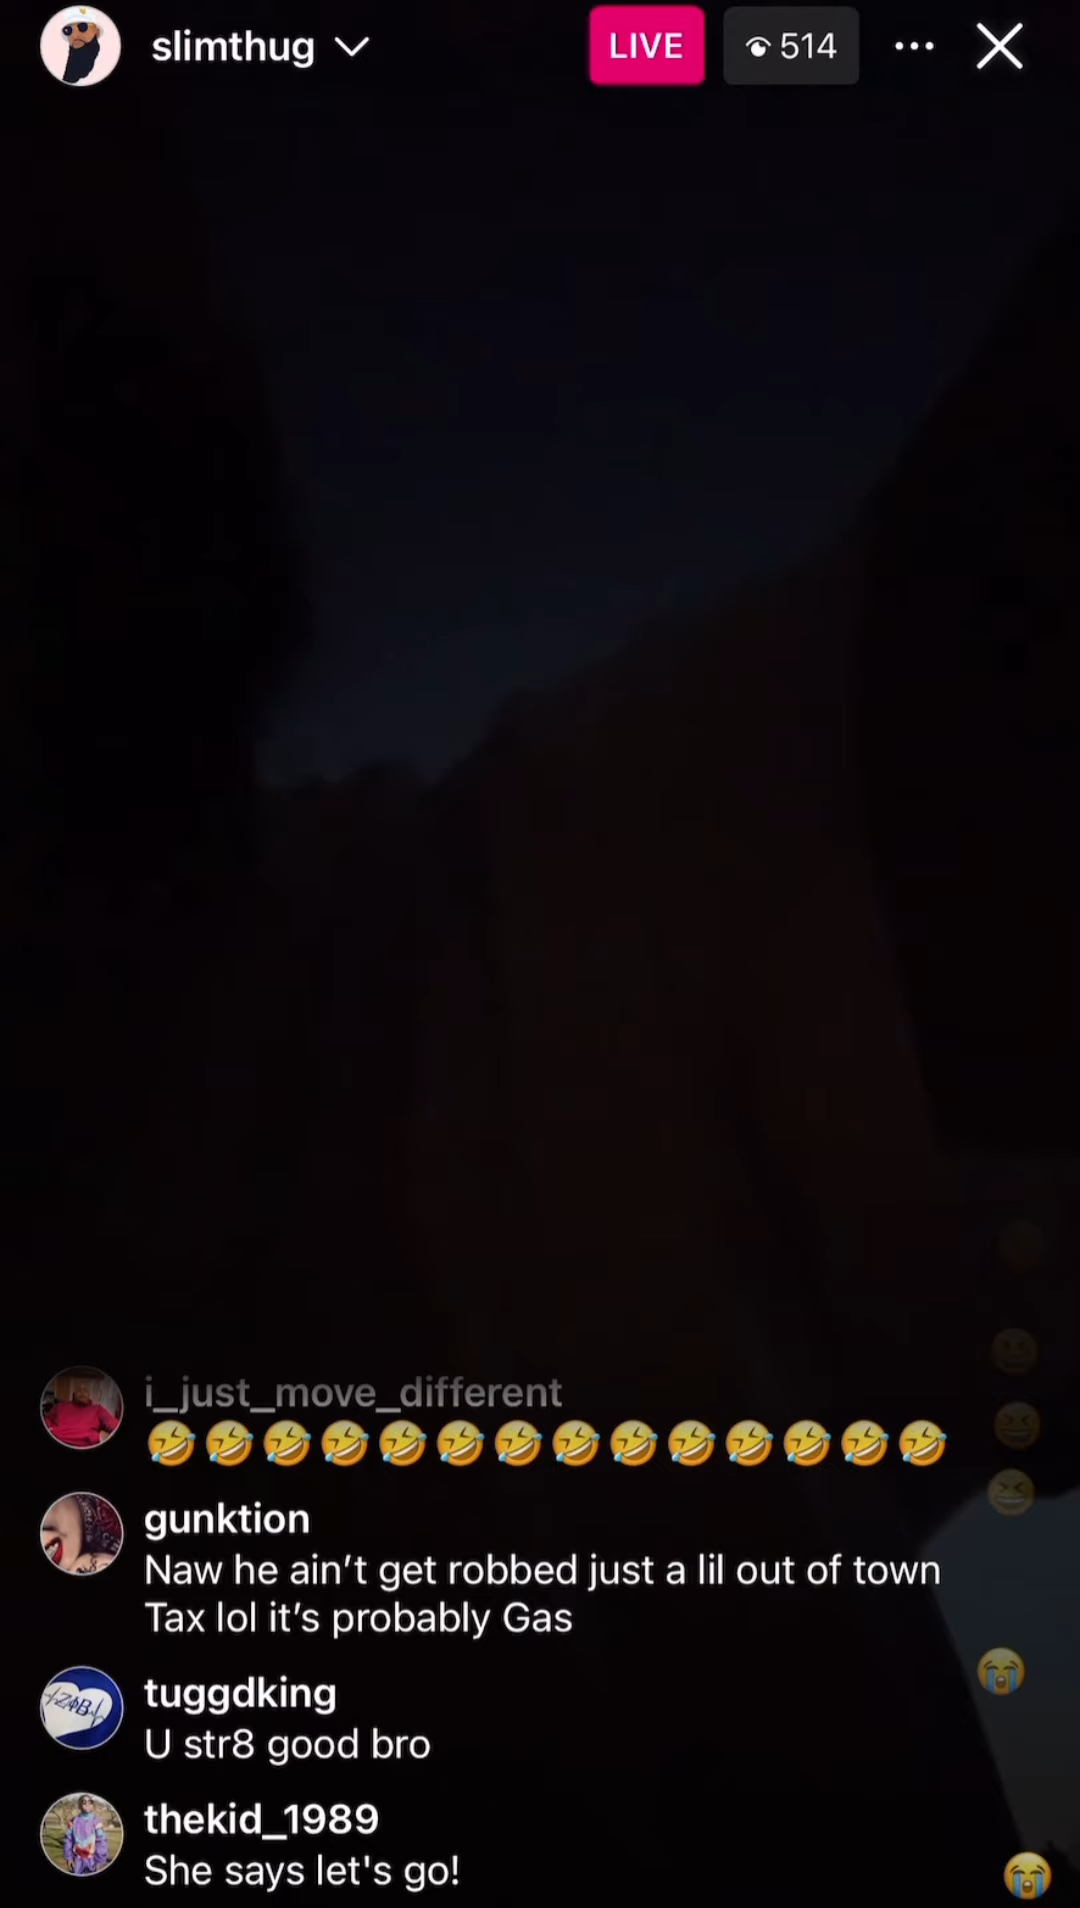 slimthug
LIVE
514
i_just_move_different
🤣🤣🤣🤣🤣🤣🤣🤣🤣🤣🤣🤣🤣🤣
gunktion
Naw he ain’t get robbed just a lil out of town
Tax lol it’s probably Gas
tuggdking
U str8 good bro
thekid_1989
She says let's go!